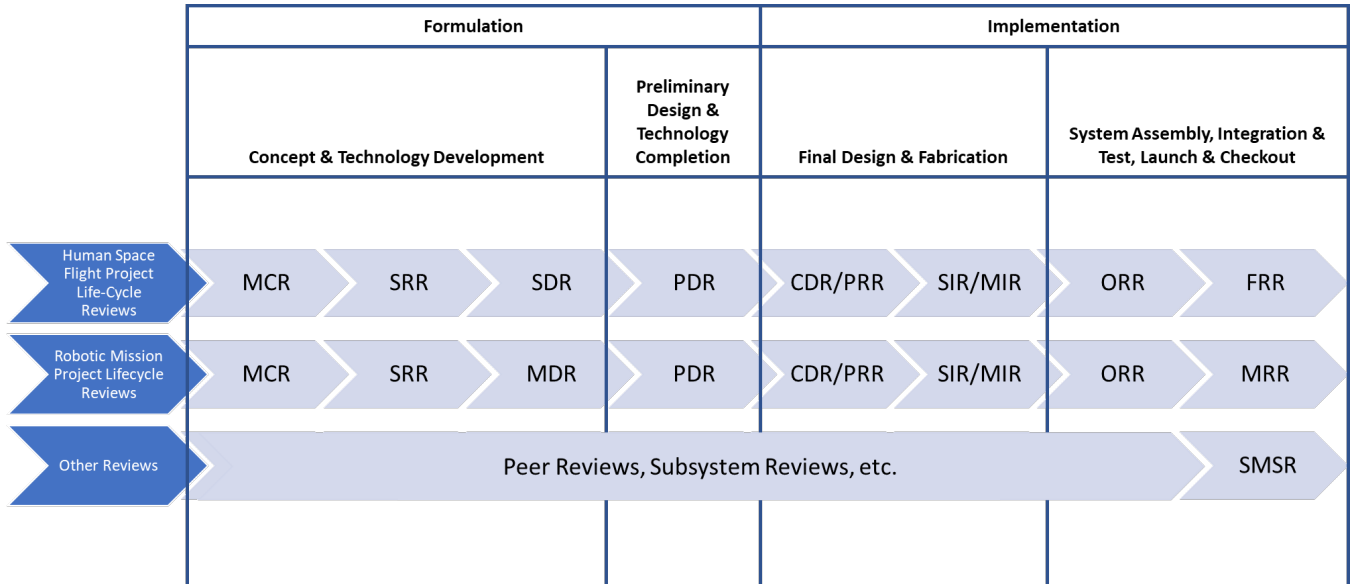 Formulation
Implementation
Concept & Technology Development
Preliminary
Design &
Technology
Completion
Final Design & Fabrication
System Assembly, Integration &
Test, Launch & Checkout
Human Space
Flight Project
Life-Cycle
Reviews
MCR
SRR
SDR
PDR
CDR/PRR
SIR/MIR
ORR
FRR
Robotic Mission
Project Lifecycle
Reviews
MCR
SRR
MDR
PDR
CDR/PRR
SIR/MIR
ORR
MRR
Other Reviews
Peer Reviews, Subsystem Reviews, etc.
SMSR